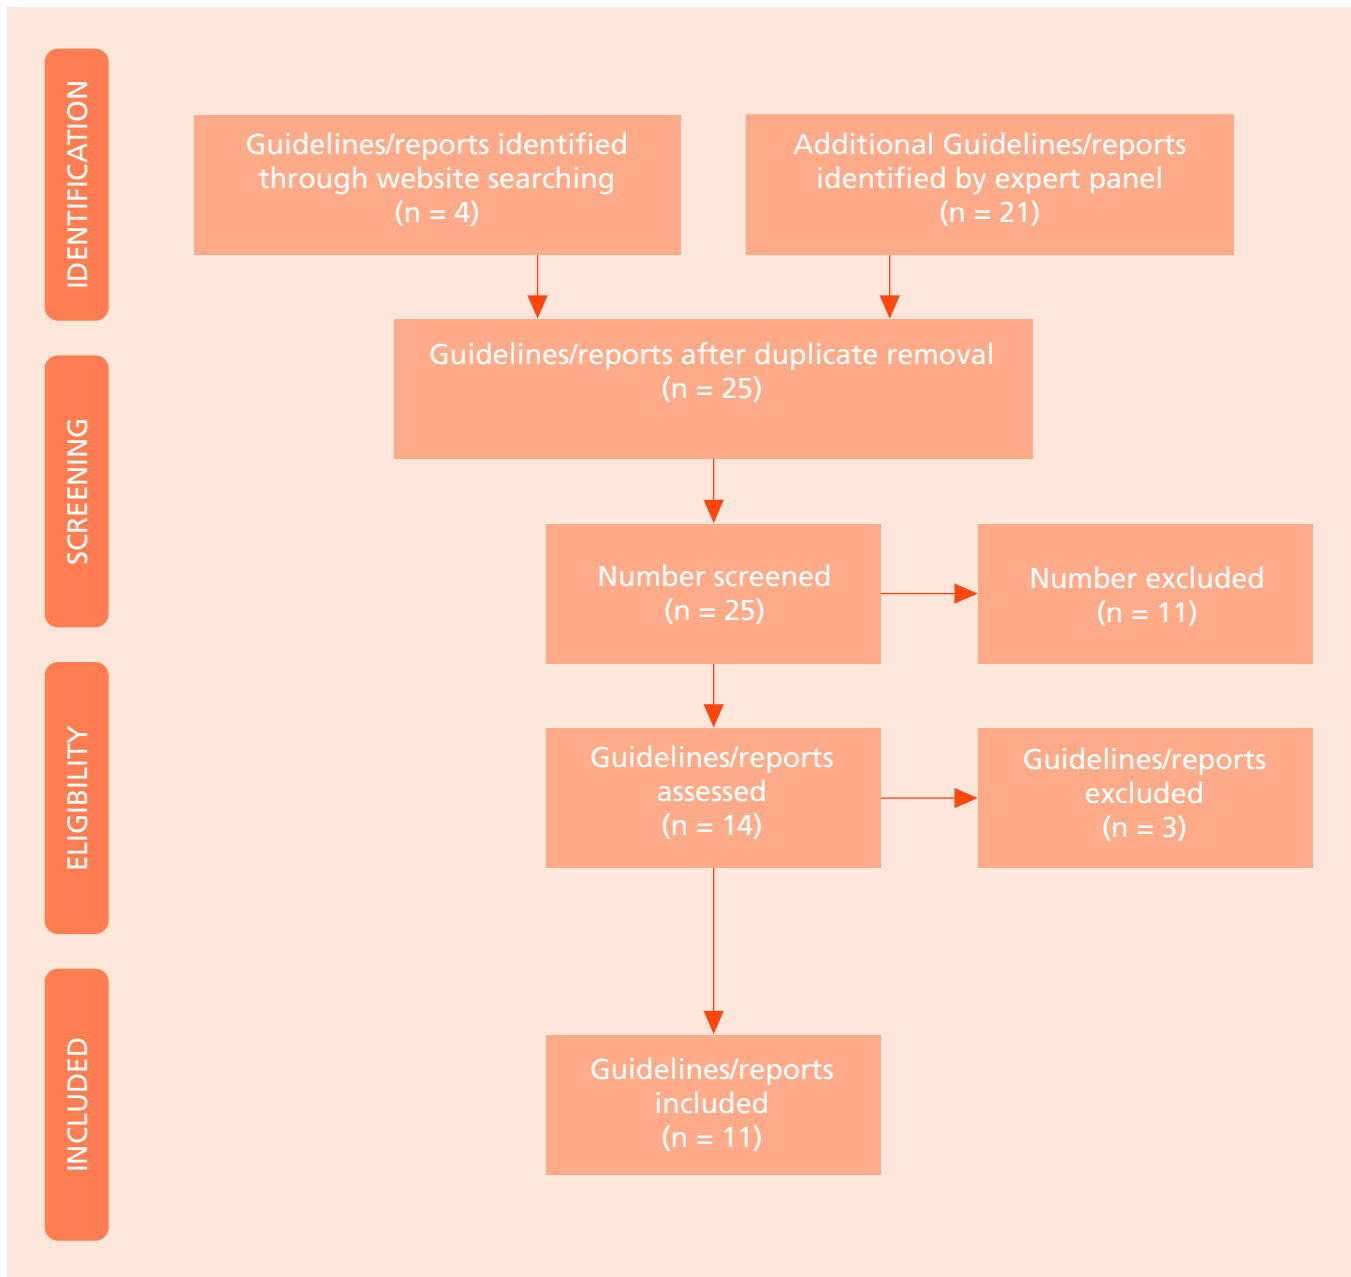 IDENTIFICATION
Guidelines/reports identified
through website searching
(n = 4)
Additional Guidelines/reports
identified by expert panel
(n = 21)
Guidelines/reports after duplicate removal
(n = 25)
SCREENING
Number screened
(n = 25)
Number excluded
(n = 11)
ELIGIBILITY
Guidelines/reports
assessed
(n = 14)
Guidelines/reports
excluded
(n = 3)
INCLUDED
Guidelines/reports
included
(n = 11)